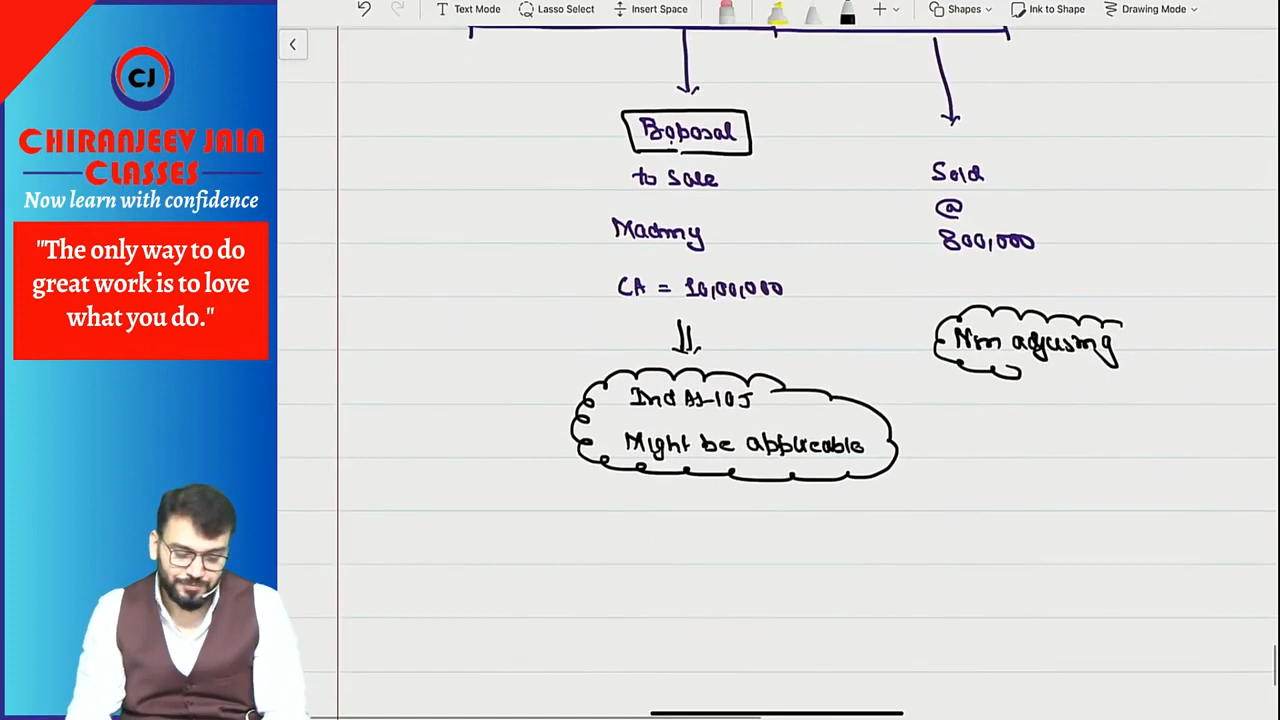 Text Mode
Lasso Select
Insert Space
Shapes
Ink to Shape
Drawing Mode
CJ
CHIRANJEEV JAIN
CLASSES
Now learn with confidence
"The only way to do
great work is to love
what you do."
Proposal
to Sale
CA = 10,00,000
Ind AS-105
Might be applicable
Sold
@
800,000
Non adjusting